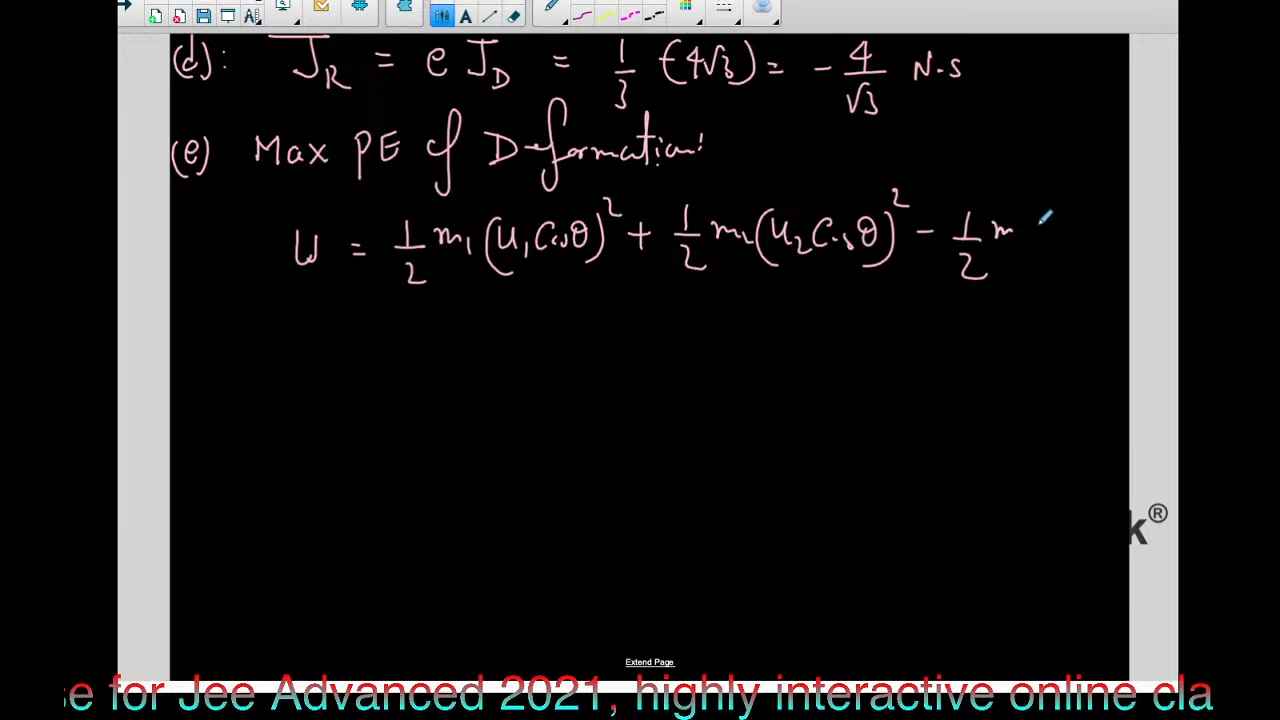 (d): J_R = e J_D = 1/3 (-4√3) = - 4/√3 N.S
(e) Max PE of Deformation:
U = 1/2 m₁(u₁Cosθ)² + 1/2 m₂(u₂Cosθ)² - 1/2 m
k®
Extend Page
se for Jee Advanced 2021, highly interactive online cla